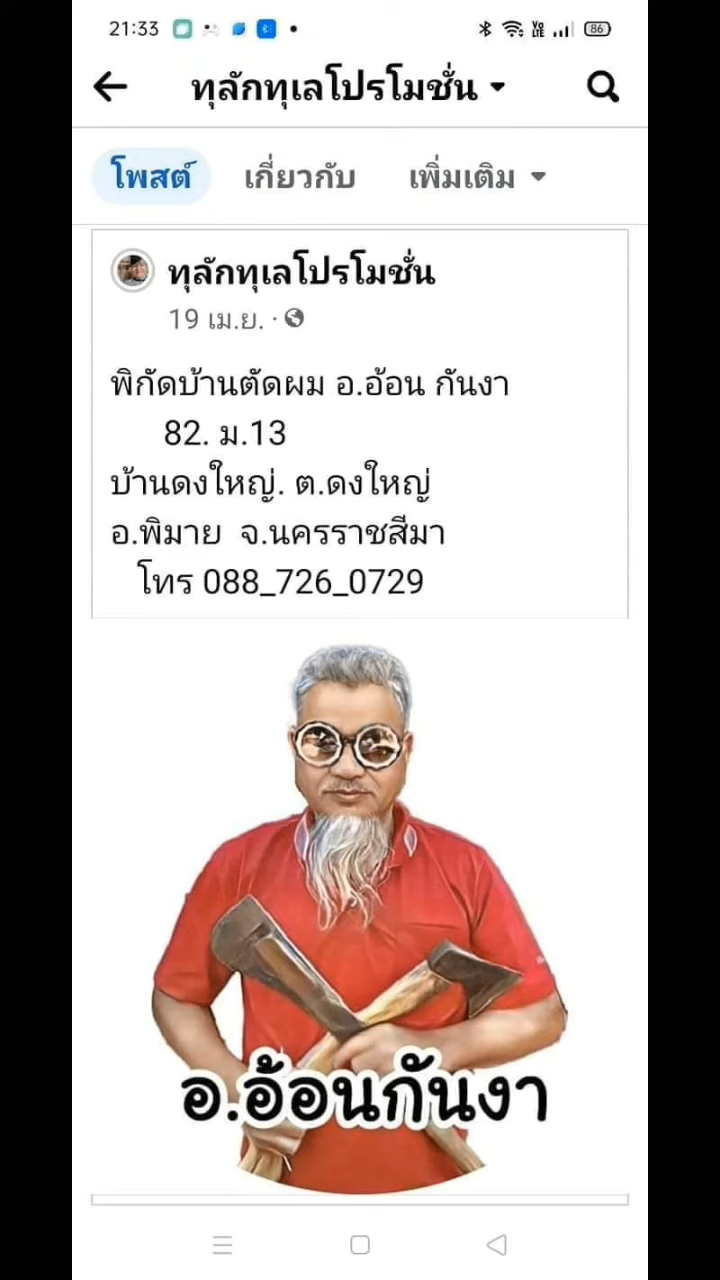 21:33
VO LTE
86
ทุลักทุเลโปรโมชั่น
โพสต์ เกี่ยวกับ เพิ่มเติม
ทุลักทุเลโปรโมชั่น
19 เม.ย. ·
พิกัดบ้านตัดผม อ.อ้อน กันงา
82. ม.13
บ้านดงใหญ่. ต.ดงใหญ่
อ.พิมาย จ.นครราชสีมา
โทร 088_726_0729
อ.อ้อนกันงา